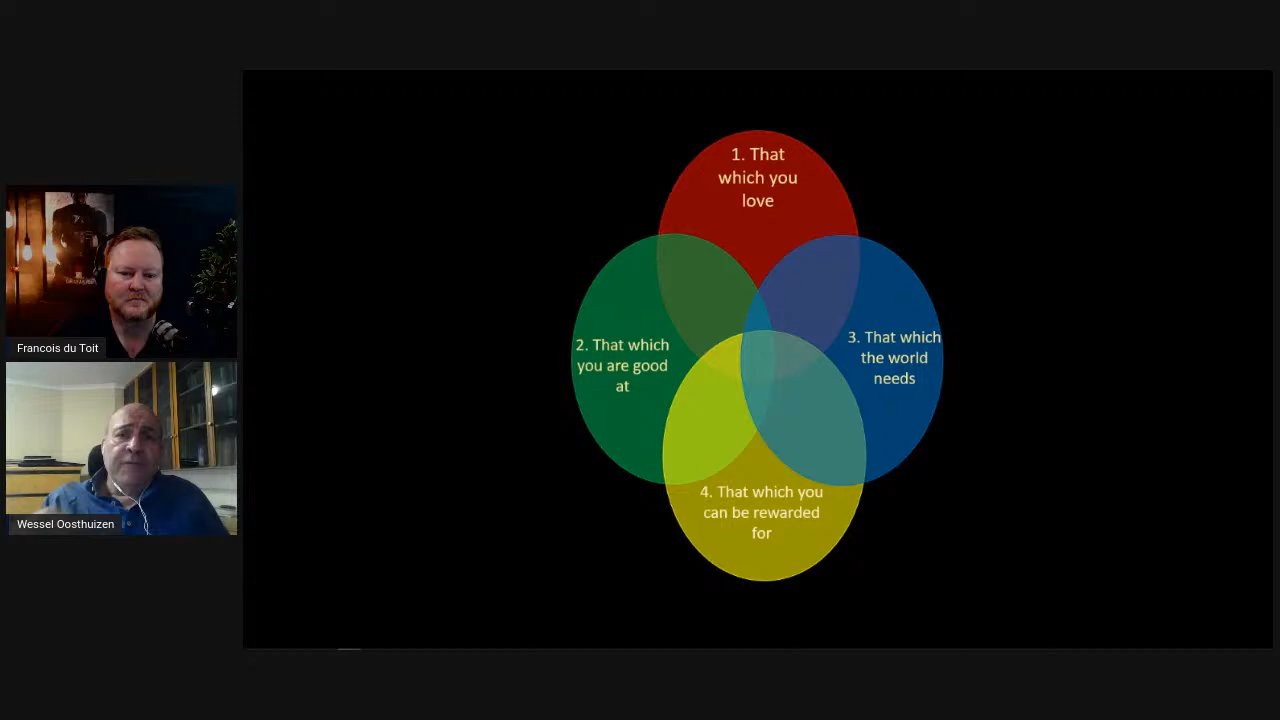 1. That
which you
love
2. That which
you are good
at
3. That which
the world
needs
4. That which you
can be rewarded
for
Francois du Toit
Wessel Oosthuizen